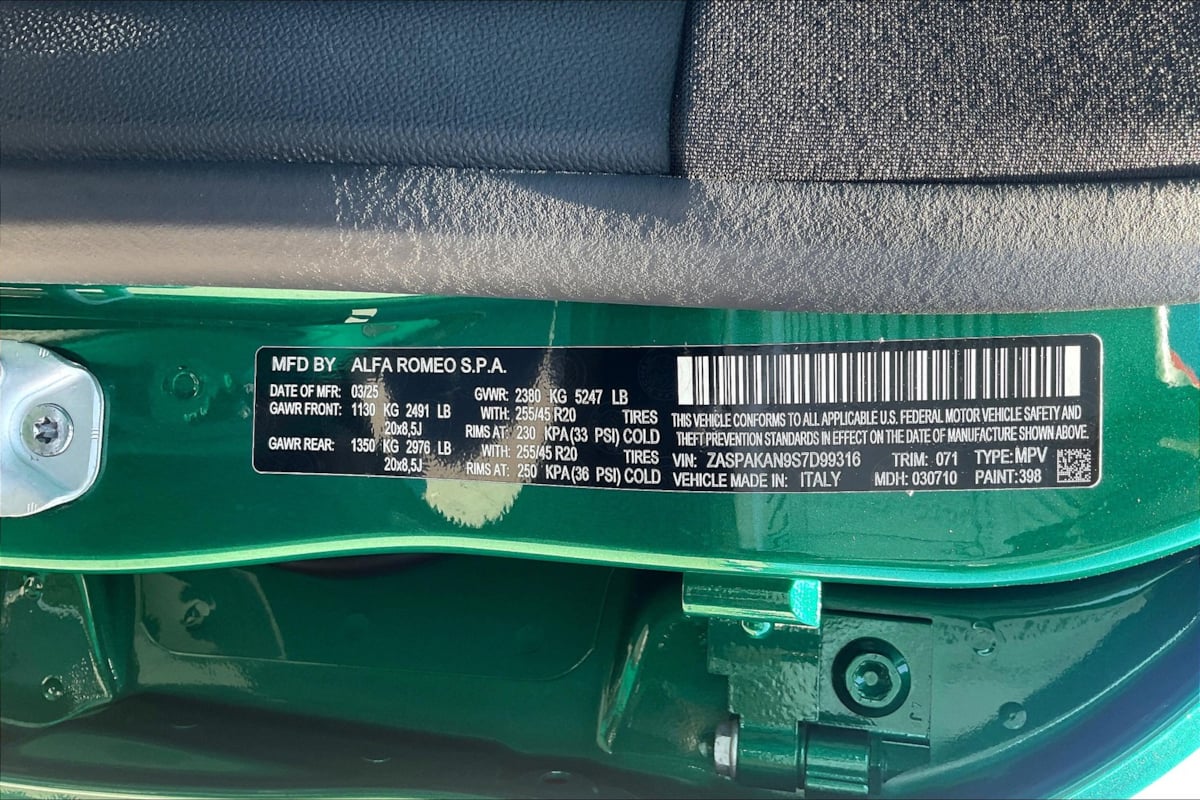 MFD BY ALFA ROMEO S.P.A.
DATE OF MFR: 03/25 GVWR: 2380 KG 5247 LB
GAWR FRONT: 1130 KG 2491 LB WITH: 255/45 R20 TIRES
20x8,5J RIMS AT: 230 KPA(33 PSI) COLD
GAWR REAR: 1350 KG 2976 LB WITH: 255/45 R20 TIRES
20x8,5J RIMS AT: 250 KPA(36 PSI) COLD
THIS VEHICLE CONFORMS TO ALL APPLICABLE U.S. FEDERAL MOTOR VEHICLE SAFETY AND
THEFT PREVENTION STANDARDS IN EFFECT ON THE DATE OF MANUFACTURE SHOWN ABOVE.
VIN: ZASPAKAN9S7D99316 TRIM: 071 TYPE: MPV
VEHICLE MADE IN: ITALY MDH: 030710 PAINT:398